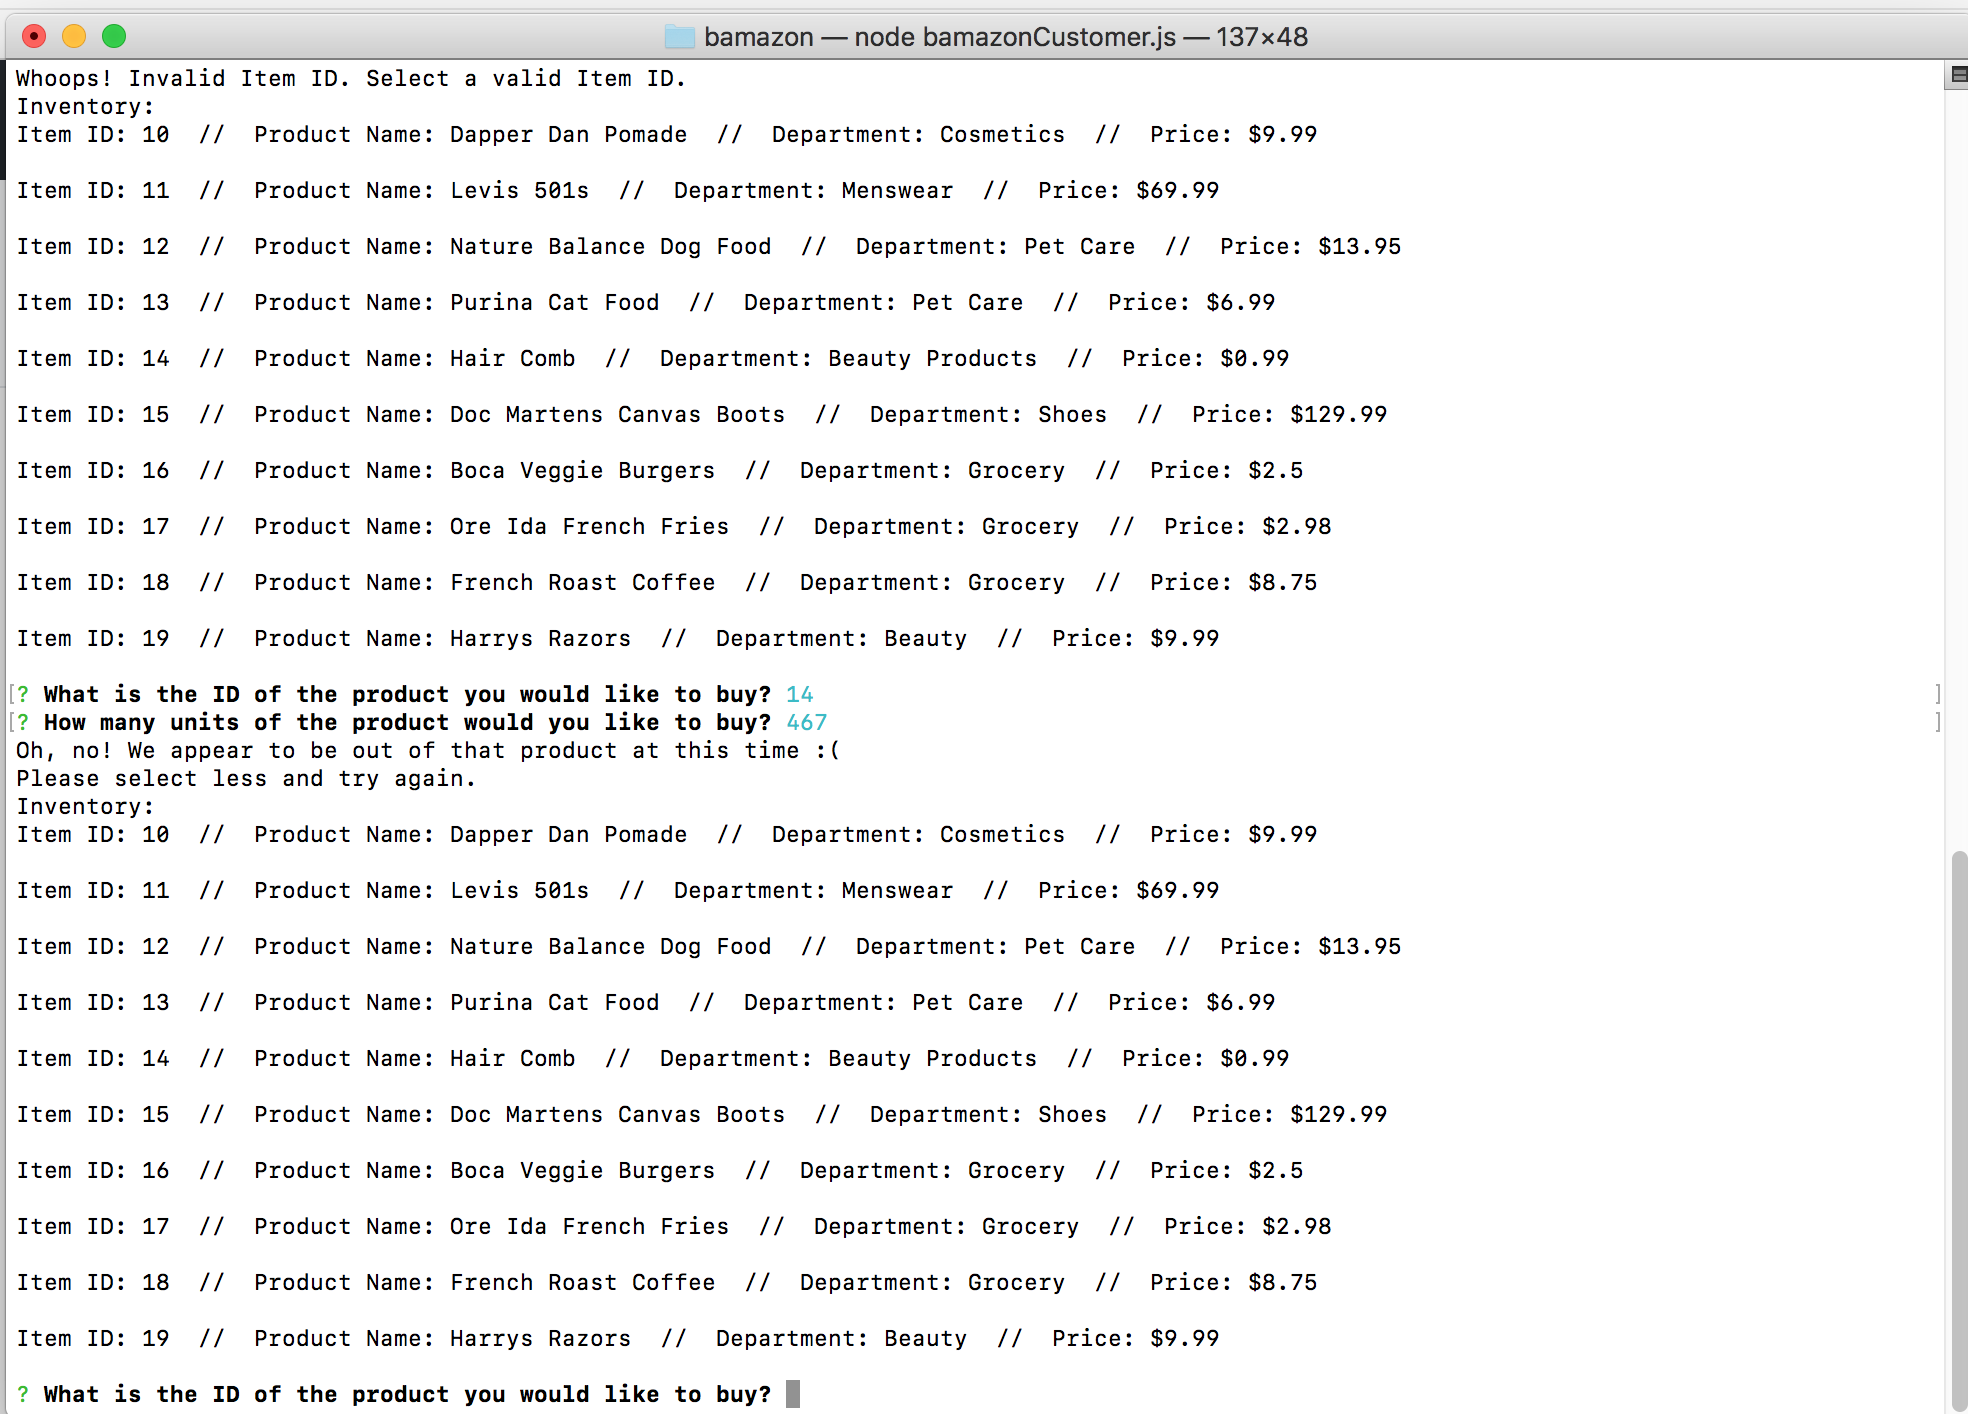 bamazon — node bamazonCustomer.js — 137×48
Whoops! Invalid Item ID. Select a valid Item ID.
Inventory:
Item ID: 10  //  Product Name: Dapper Dan Pomade  //  Department: Cosmetics  //  Price: $9.99
Item ID: 11  //  Product Name: Levis 501s  //  Department: Menswear  //  Price: $69.99
Item ID: 12  //  Product Name: Nature Balance Dog Food  //  Department: Pet Care  //  Price: $13.95
Item ID: 13  //  Product Name: Purina Cat Food  //  Department: Pet Care  //  Price: $6.99
Item ID: 14  //  Product Name: Hair Comb  //  Department: Beauty Products  //  Price: $0.99
Item ID: 15  //  Product Name: Doc Martens Canvas Boots  //  Department: Shoes  //  Price: $129.99
Item ID: 16  //  Product Name: Boca Veggie Burgers  //  Department: Grocery  //  Price: $2.5
Item ID: 17  //  Product Name: Ore Ida French Fries  //  Department: Grocery  //  Price: $2.98
Item ID: 18  //  Product Name: French Roast Coffee  //  Department: Grocery  //  Price: $8.75
Item ID: 19  //  Product Name: Harrys Razors  //  Department: Beauty  //  Price: $9.99
[? What is the ID of the product you would like to buy? 14 ]
[? How many units of the product would you like to buy? 467 ]
Oh, no! We appear to be out of that product at this time :(
Please select less and try again.
Inventory:
Item ID: 10  //  Product Name: Dapper Dan Pomade  //  Department: Cosmetics  //  Price: $9.99
Item ID: 11  //  Product Name: Levis 501s  //  Department: Menswear  //  Price: $69.99
Item ID: 12  //  Product Name: Nature Balance Dog Food  //  Department: Pet Care  //  Price: $13.95
Item ID: 13  //  Product Name: Purina Cat Food  //  Department: Pet Care  //  Price: $6.99
Item ID: 14  //  Product Name: Hair Comb  //  Department: Beauty Products  //  Price: $0.99
Item ID: 15  //  Product Name: Doc Martens Canvas Boots  //  Department: Shoes  //  Price: $129.99
Item ID: 16  //  Product Name: Boca Veggie Burgers  //  Department: Grocery  //  Price: $2.5
Item ID: 17  //  Product Name: Ore Ida French Fries  //  Department: Grocery  //  Price: $2.98
Item ID: 18  //  Product Name: French Roast Coffee  //  Department: Grocery  //  Price: $8.75
Item ID: 19  //  Product Name: Harrys Razors  //  Department: Beauty  //  Price: $9.99
? What is the ID of the product you would like to buy?